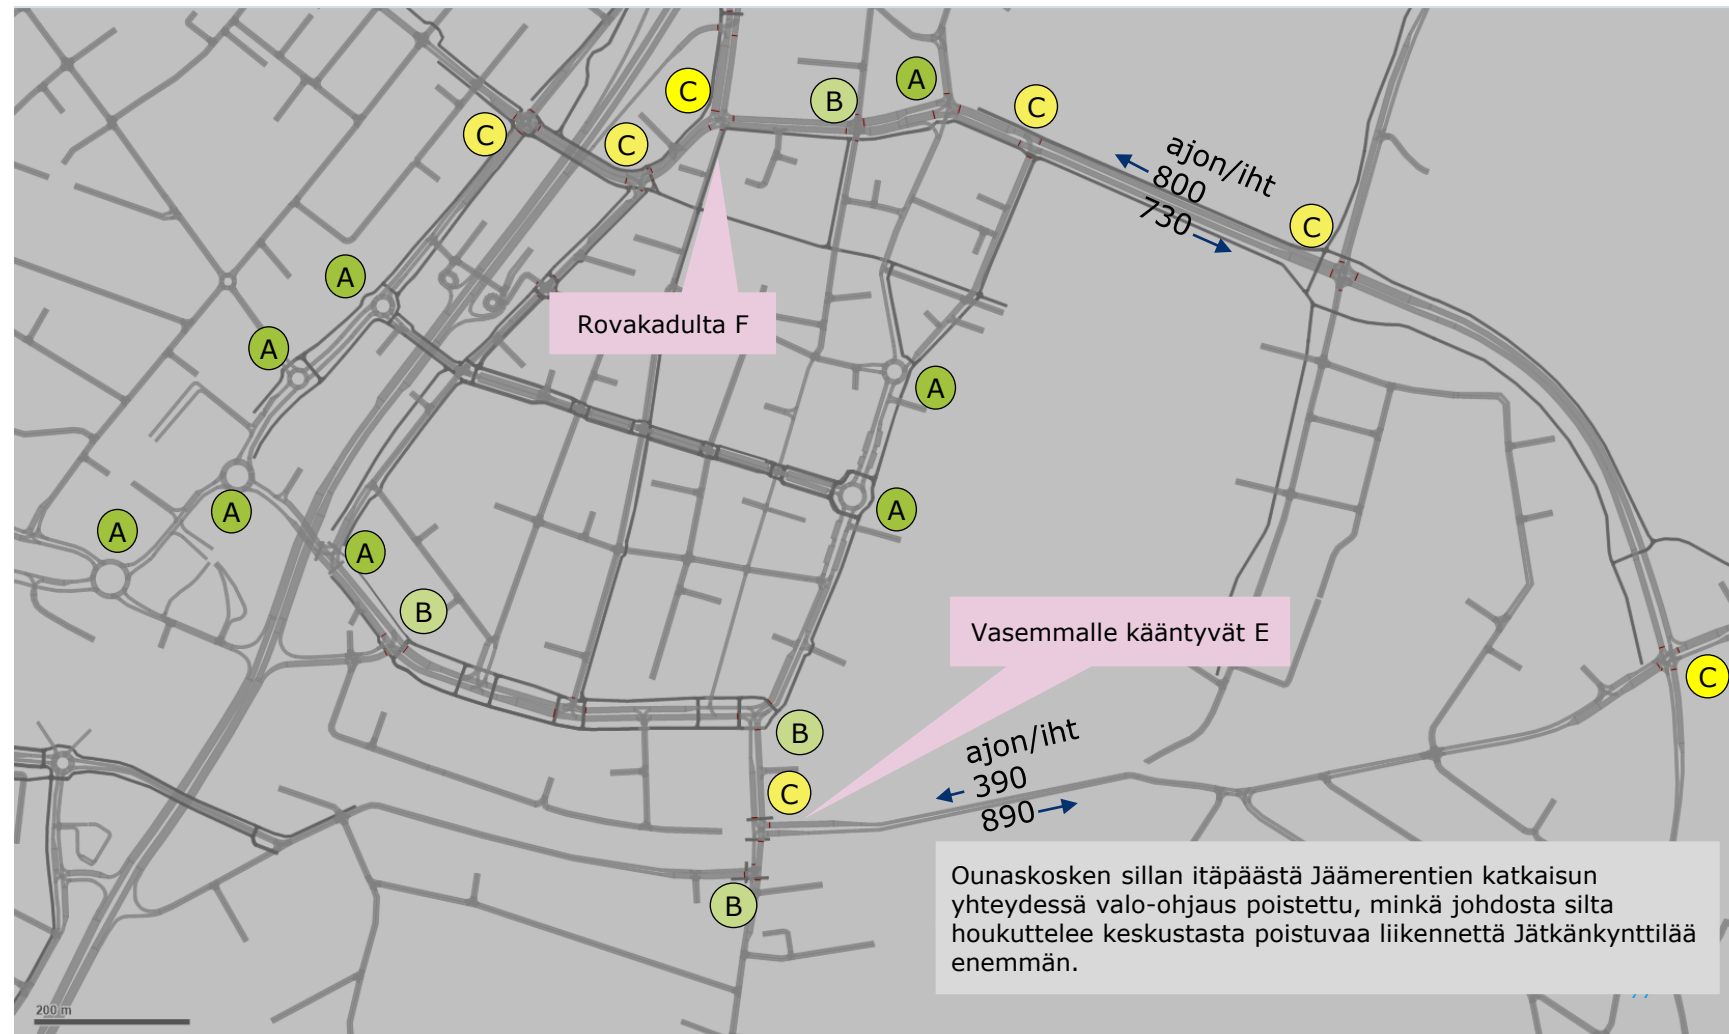 C
A
B
C
C
C
ajon/iht
800
730
C
A
Rovakadulta F
A
A
A
A
A
A
B
Vasemmalle kääntyvät E
C
B
ajon/iht
390
890
C
B
Ounaskosken sillan itäpäästä Jäämerentien katkaisun
yhteydessä valo-ohjaus poistettu, minkä johdosta silta
houkuttelee keskustasta poistuvaa liikennettä Jätkänkynttilää
enemmän.
200 m